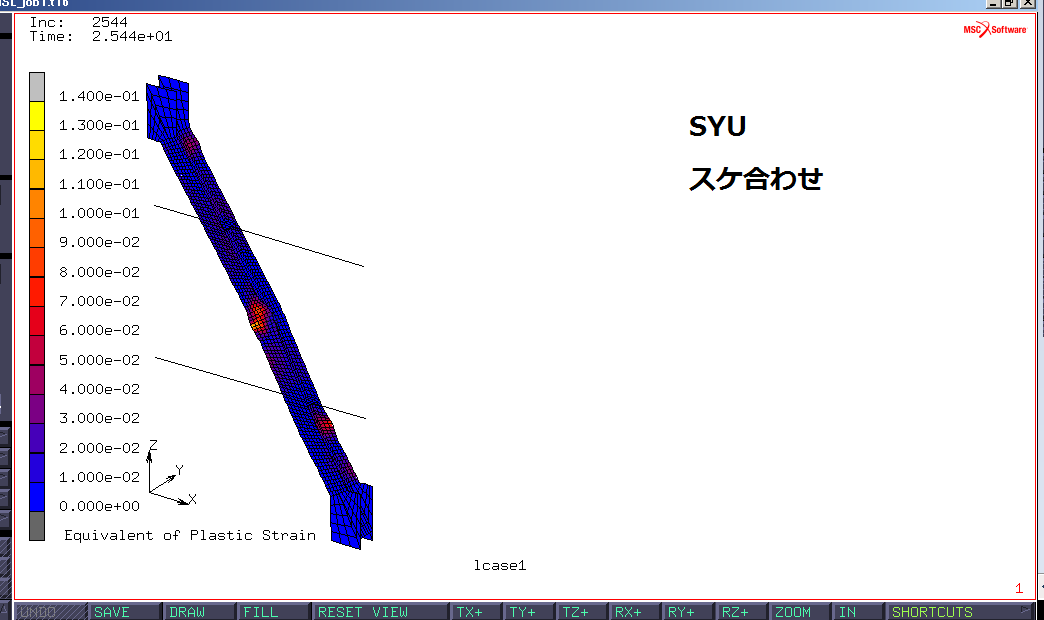 SL_job1.t16
Inc: 2544
Time: 2.544e+01
MSC Software
1.400e-01
1.300e-01
1.200e-01
1.100e-01
1.000e-01
9.000e-02
8.000e-02
7.000e-02
6.000e-02
5.000e-02
4.000e-02
3.000e-02
2.000e-02
1.000e-02
0.000e+00
SYU
スケ合わせ
Z
Y
X
Equivalent of Plastic Strain
lcase1
1
UNDO SAVE DRAW FILL RESET VIEW TX+ TY+ TZ+ RX+ RY+ RZ+ ZOOM IN SHORTCUTS